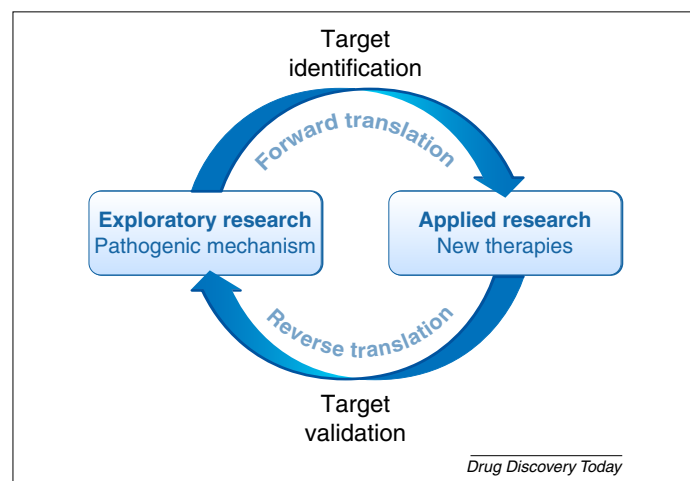 Target
identification
Forward translation
Exploratory research
Pathogenic mechanism
Applied research
New therapies
Reverse translation
Target
validation
Drug Discovery Today